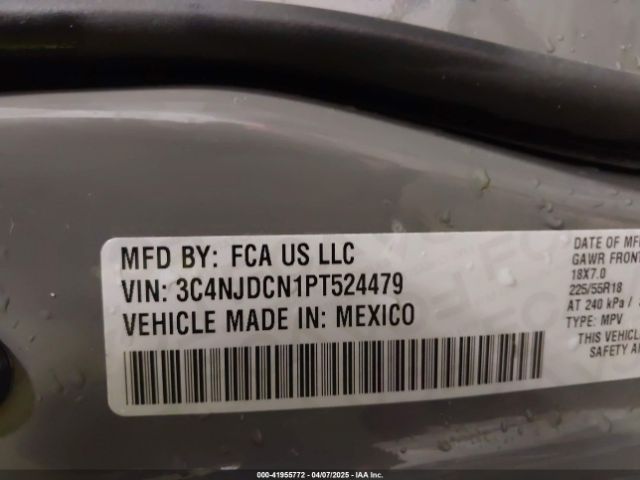 MFD BY: FCA US LLC
VIN: 3C4NJDCN1PT524479
VEHICLE MADE IN: MEXICO
DATE OF MF
GAWR FRONT
18X7.0
225/55R18
AT 240 kPa /
TYPE: MPV
THIS VEHICL
SAFETY AN
000-41955772 - 04/07/2025 - IAA Inc.